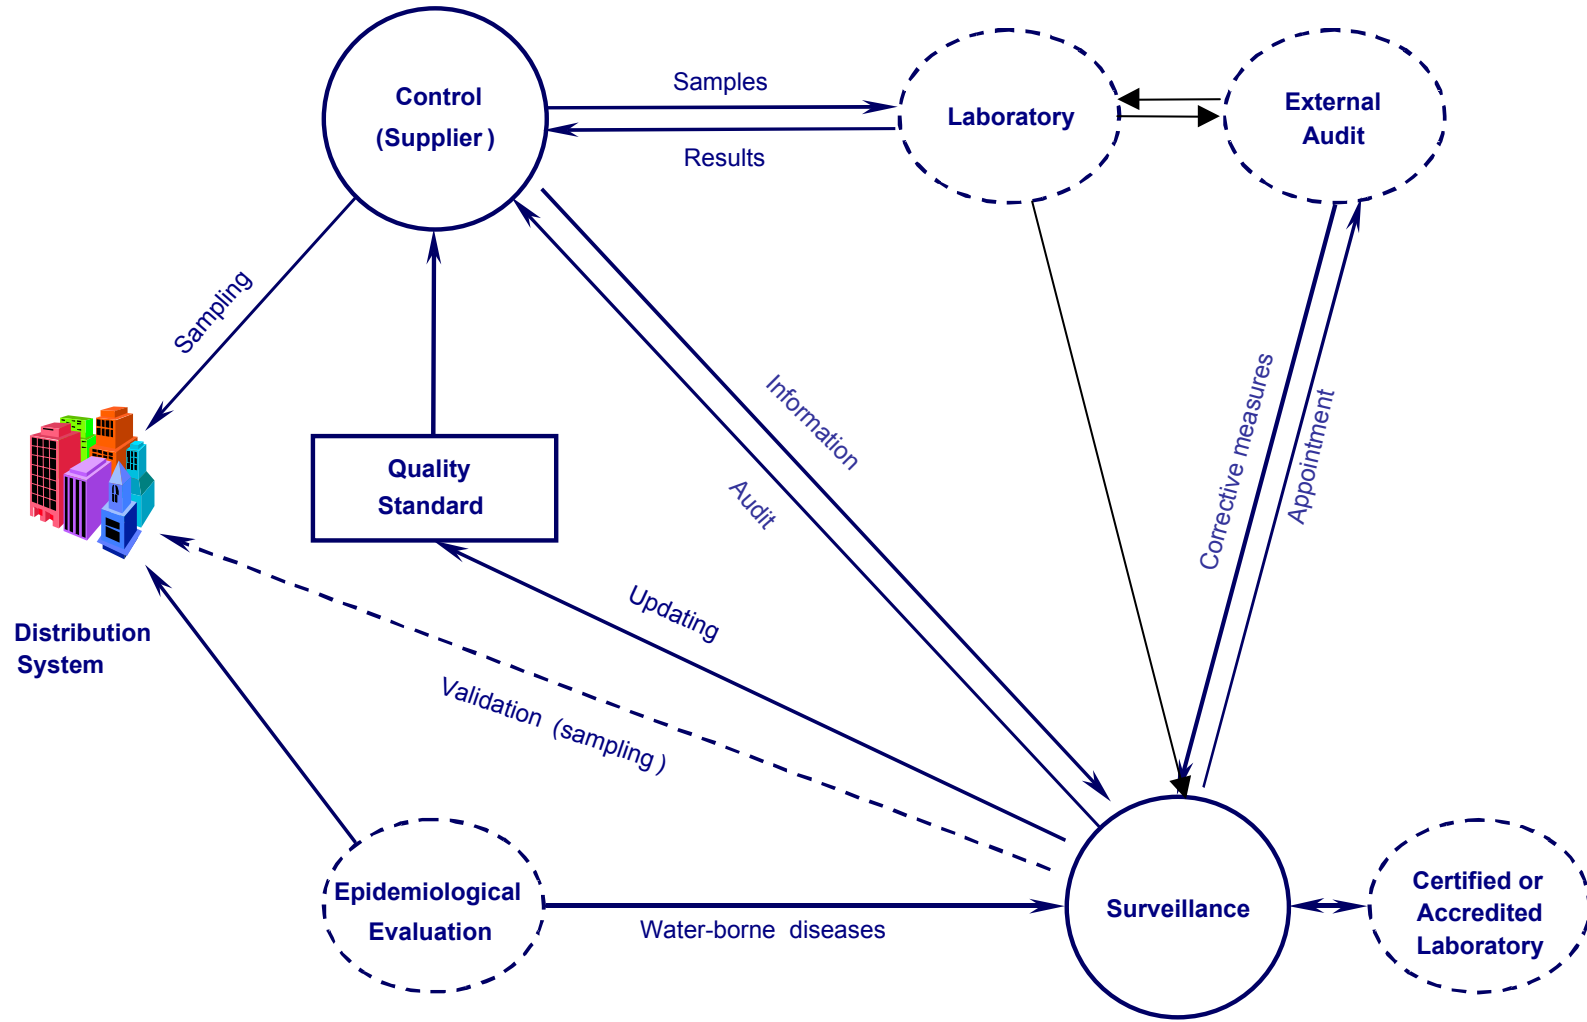 Control
(Supplier)
Samples
Results
Laboratory
External
Audit
Sampling
Information
Audit
Corrective measures
Appointment
Quality
Standard
Updating
Distribution
System
Validation (sampling)
Epidemiological
Evaluation
Water-borne diseases
Surveillance
Certified or
Accredited
Laboratory